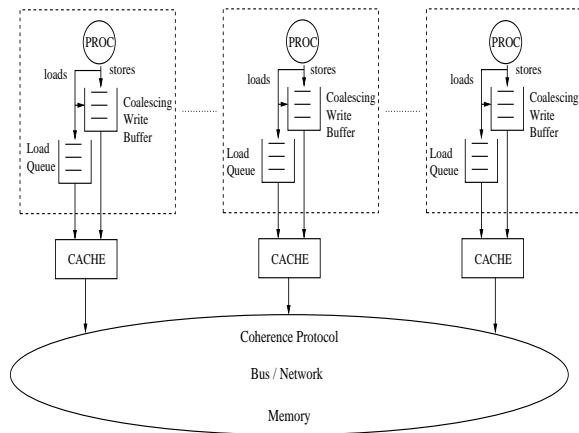 PROC
loads
stores
Coalescing
Write
Buffer
Load
Queue
CACHE
PROC
loads
stores
Coalescing
Write
Buffer
Load
Queue
CACHE
PROC
loads
stores
Coalescing
Write
Buffer
Load
Queue
CACHE
Coherence Protocol
Bus / Network
Memory